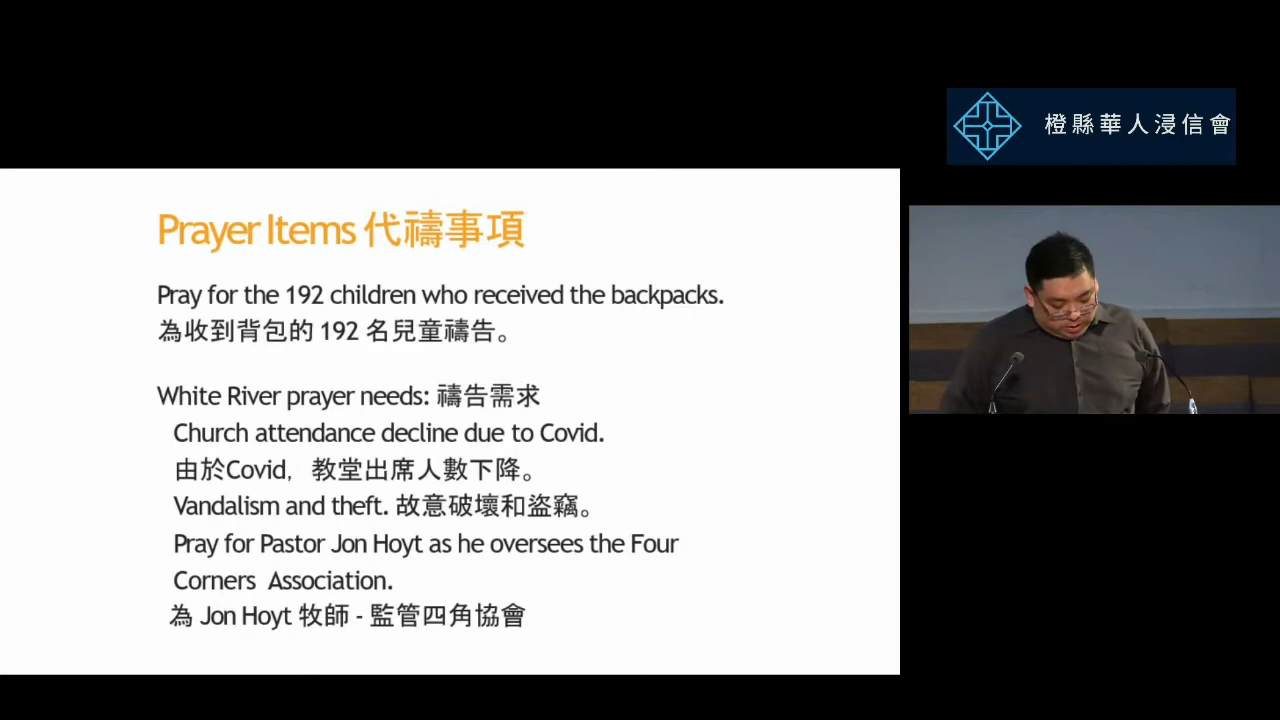 橙縣華人浸信會
Prayer Items 代禱事項
Pray for the 192 children who received the backpacks.
為收到背包的 192 名兒童禱告。
White River prayer needs: 禱告需求
Church attendance decline due to Covid.
由於Covid, 教堂出席人數下降。
Vandalism and theft. 故意破壞和盜竊。
Pray for Pastor Jon Hoyt as he oversees the Four
Corners Association.
為 Jon Hoyt 牧師 - 監管四角協會